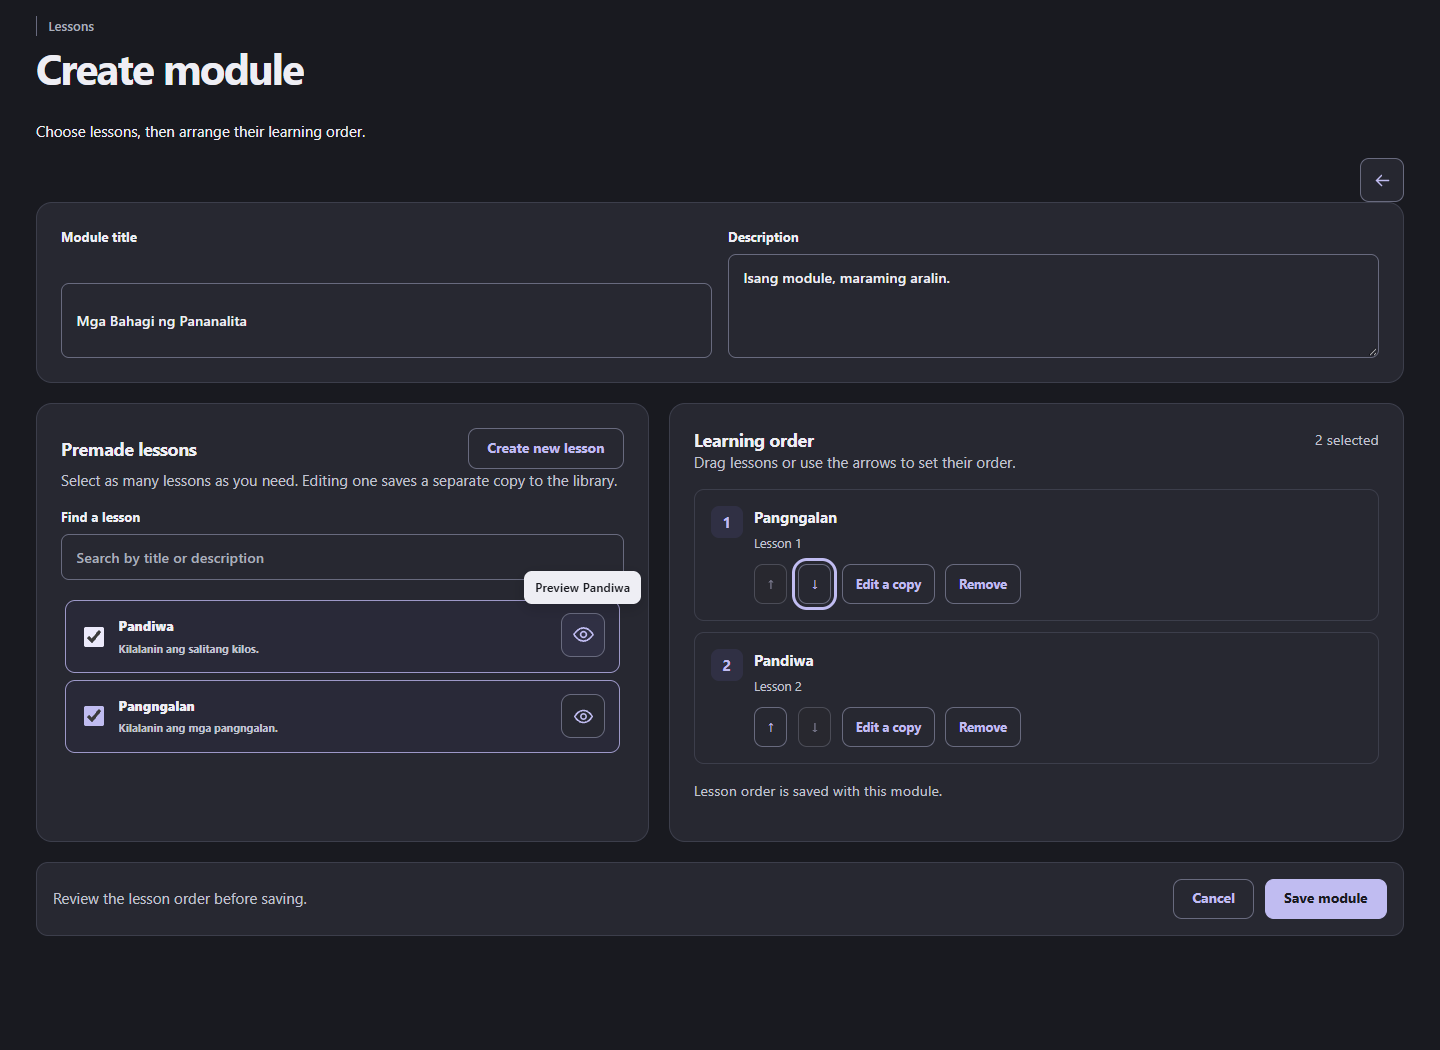 Lessons
Create module
Choose lessons, then arrange their learning order.
←
Module title
Description
Mga Bahagi ng Pananalita
Isang module, maraming aralin.
Premade lessons
Create new lesson
Select as many lessons as you need. Editing one saves a separate copy to the library.
Find a lesson
Search by title or description
Preview Pandiwa
Pandiwa
Kilalanin ang salitang kilos.
Pangngalan
Kilalanin ang mga pangngalan.
Learning order
2 selected
Drag lessons or use the arrows to set their order.
1
Pangngalan
Lesson 1
↑ ↓ Edit a copy Remove
2
Pandiwa
Lesson 2
↑ ↓ Edit a copy Remove
Lesson order is saved with this module.
Review the lesson order before saving.
Cancel
Save module